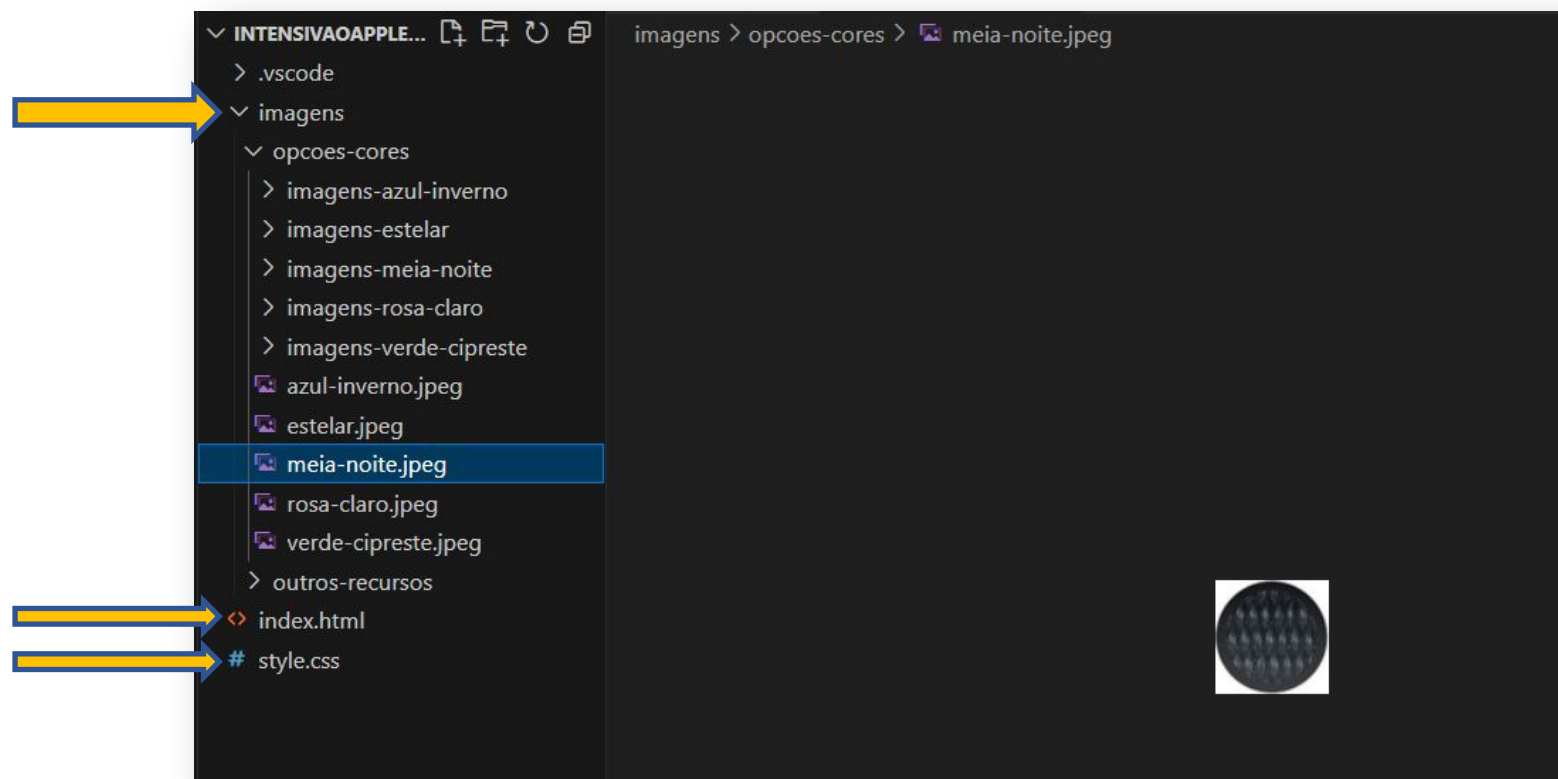 INTENSIVAOAPPLE...
imagens > opcoes-cores > meia-noite.jpeg
.vscode
imagens
opcoes-cores
imagens-azul-inverno
imagens-estelar
imagens-meia-noite
imagens-rosa-claro
imagens-verde-cipreste
azul-inverno.jpeg
estelar.jpeg
meia-noite.jpeg
rosa-claro.jpeg
verde-cipreste.jpeg
outros-recursos
<> index.html
# style.css